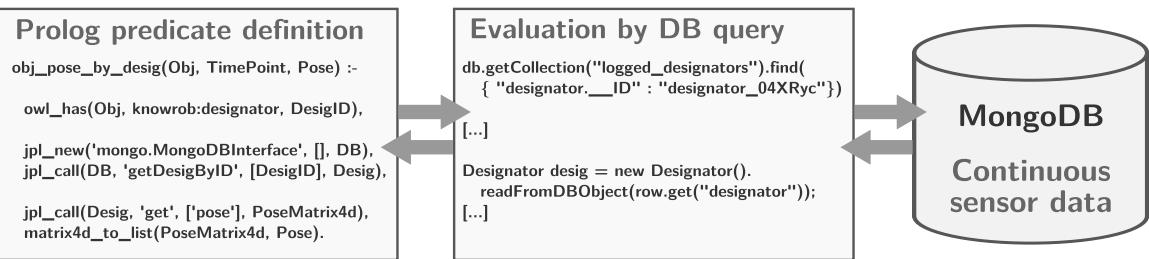 Prolog predicate definition
obj_pose_by_desig(Obj, TimePoint, Pose) :-
owl_has(Obj, knowrob:designator, DesigID),
jpl_new('mongo.MongoDBInterface', [], DB),
jpl_call(DB, 'getDesigByID', [DesigID], Desig),
jpl_call(Desig, 'get', ['pose'], PoseMatrix4d),
matrix4d_to_list(PoseMatrix4d, Pose).
Evaluation by DB query
db.getCollection("logged_designators").find(
{ "designator.__ID" : "designator_04XRyc"})
[...]
Designator desig = new Designator().
readFromDBObject(row.get("designator"));
[...]
MongoDB
Continuous
sensor data